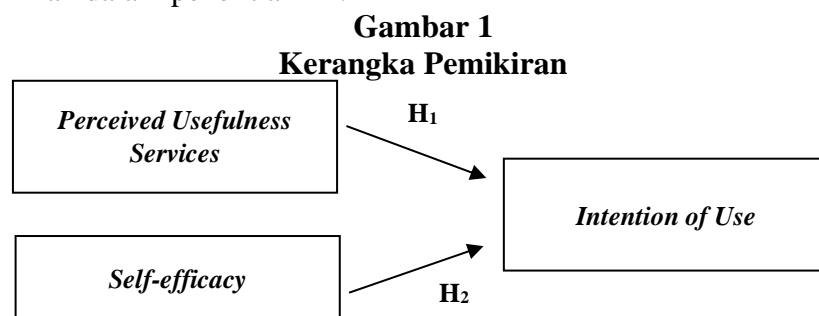 Gambar 1
Kerangka Pemikiran
Perceived Usefulness
Services
H₁
Intention of Use
Self-efficacy
H₂